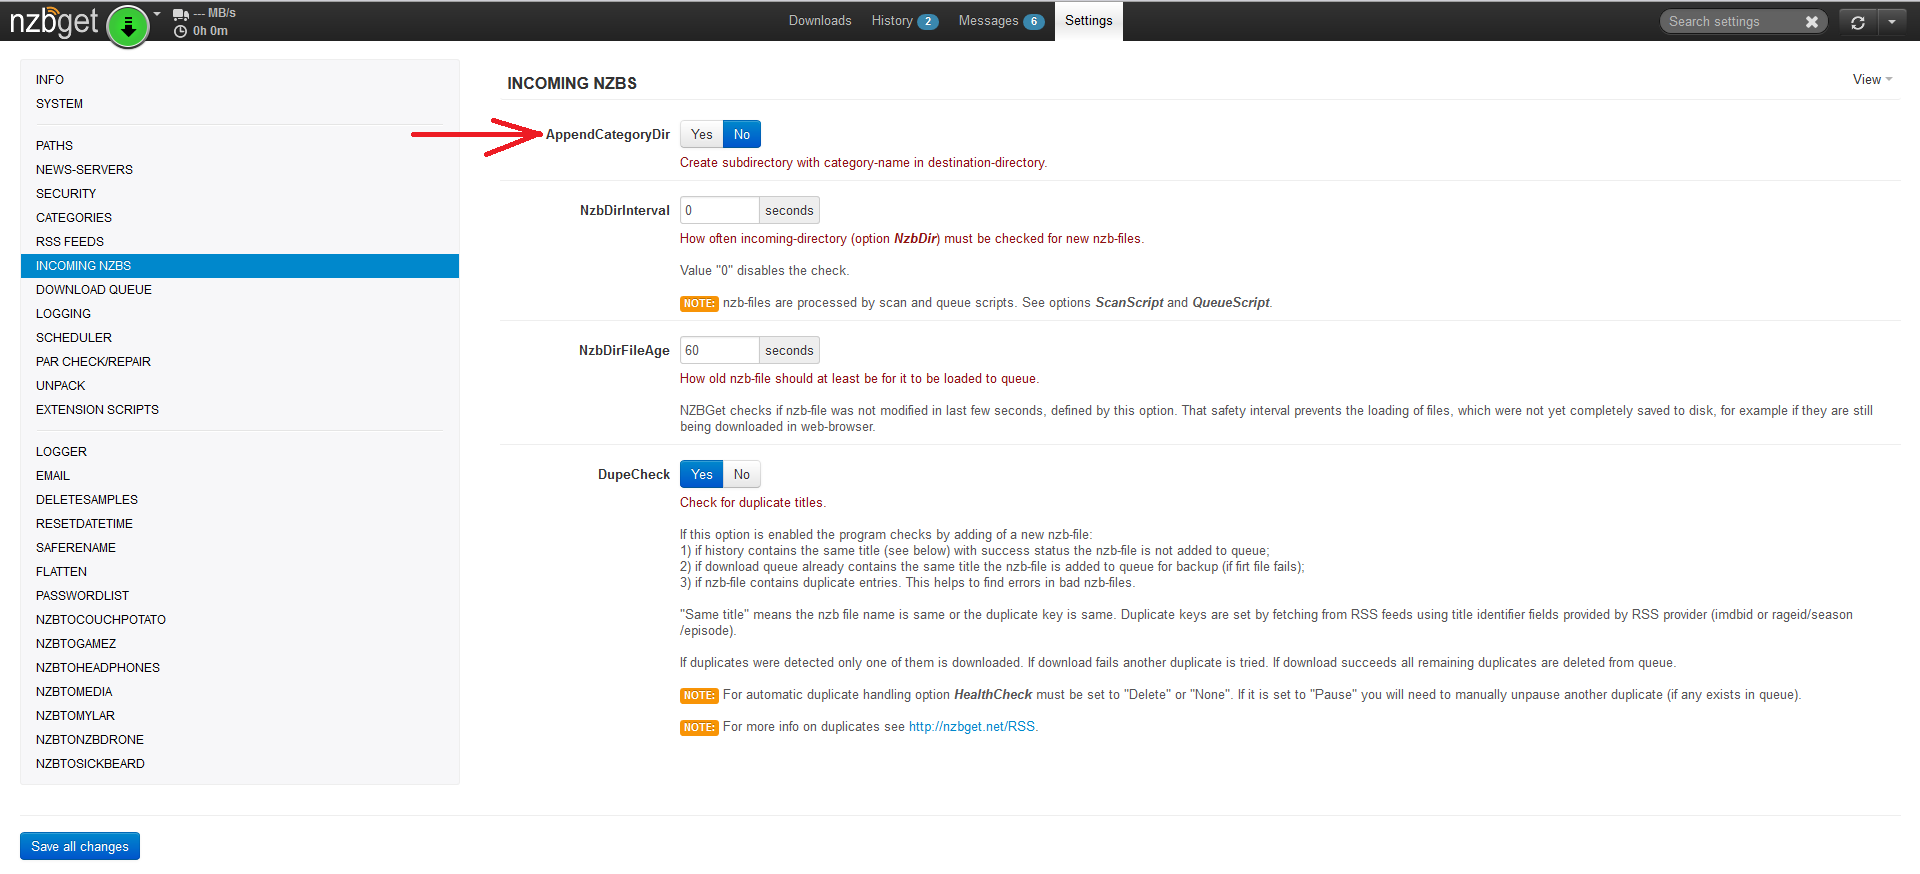 nzbget
--- MB/s
0h 0m
Downloads
History 2
Messages 6
Settings
Search settings
INFO
SYSTEM
PATHS
NEWS-SERVERS
SECURITY
CATEGORIES
RSS FEEDS
INCOMING NZBS
DOWNLOAD QUEUE
LOGGING
SCHEDULER
PAR CHECK/REPAIR
UNPACK
EXTENSION SCRIPTS
LOGGER
EMAIL
DELETESAMPLES
RESETDATETIME
SAFERENAME
FLATTEN
PASSWORDLIST
NZBTOCOUCHPOTATO
NZBTOGAMEZ
NZBTOHEADPHONES
NZBTOMEDIA
NZBTOMYLAR
NZBTONZBDRONE
NZBTOSICKBEARD
Save all changes
INCOMING NZBS
View
AppendCategoryDir Yes No
Create subdirectory with category-name in destination-directory.
NzbDirInterval 0 seconds
How often incoming-directory (option NzbDir) must be checked for new nzb-files.
Value "0" disables the check.
NOTE: nzb-files are processed by scan and queue scripts. See options ScanScript and QueueScript.
NzbDirFileAge 60 seconds
How old nzb-file should at least be for it to be loaded to queue.
NZBGet checks if nzb-file was not modified in last few seconds, defined by this option. That safety interval prevents the loading of files, which were not yet completely saved to disk, for example if they are still
being downloaded in web-browser.
DupeCheck Yes No
Check for duplicate titles.
If this option is enabled the program checks by adding of a new nzb-file:
1) if history contains the same title (see below) with success status the nzb-file is not added to queue;
2) if download queue already contains the same title the nzb-file is added to queue for backup (if firt file fails);
3) if nzb-file contains duplicate entries. This helps to find errors in bad nzb-files.
"Same title" means the nzb file name is same or the duplicate key is same. Duplicate keys are set by fetching from RSS feeds using title identifier fields provided by RSS provider (imdbid or rageid/season
/episode).
If duplicates were detected only one of them is downloaded. If download fails another duplicate is tried. If download succeeds all remaining duplicates are deleted from queue.
NOTE: For automatic duplicate handling option HealthCheck must be set to "Delete" or "None". If it is set to "Pause" you will need to manually unpause another duplicate (if any exists in queue).
NOTE: For more info on duplicates see http://nzbget.net/RSS.